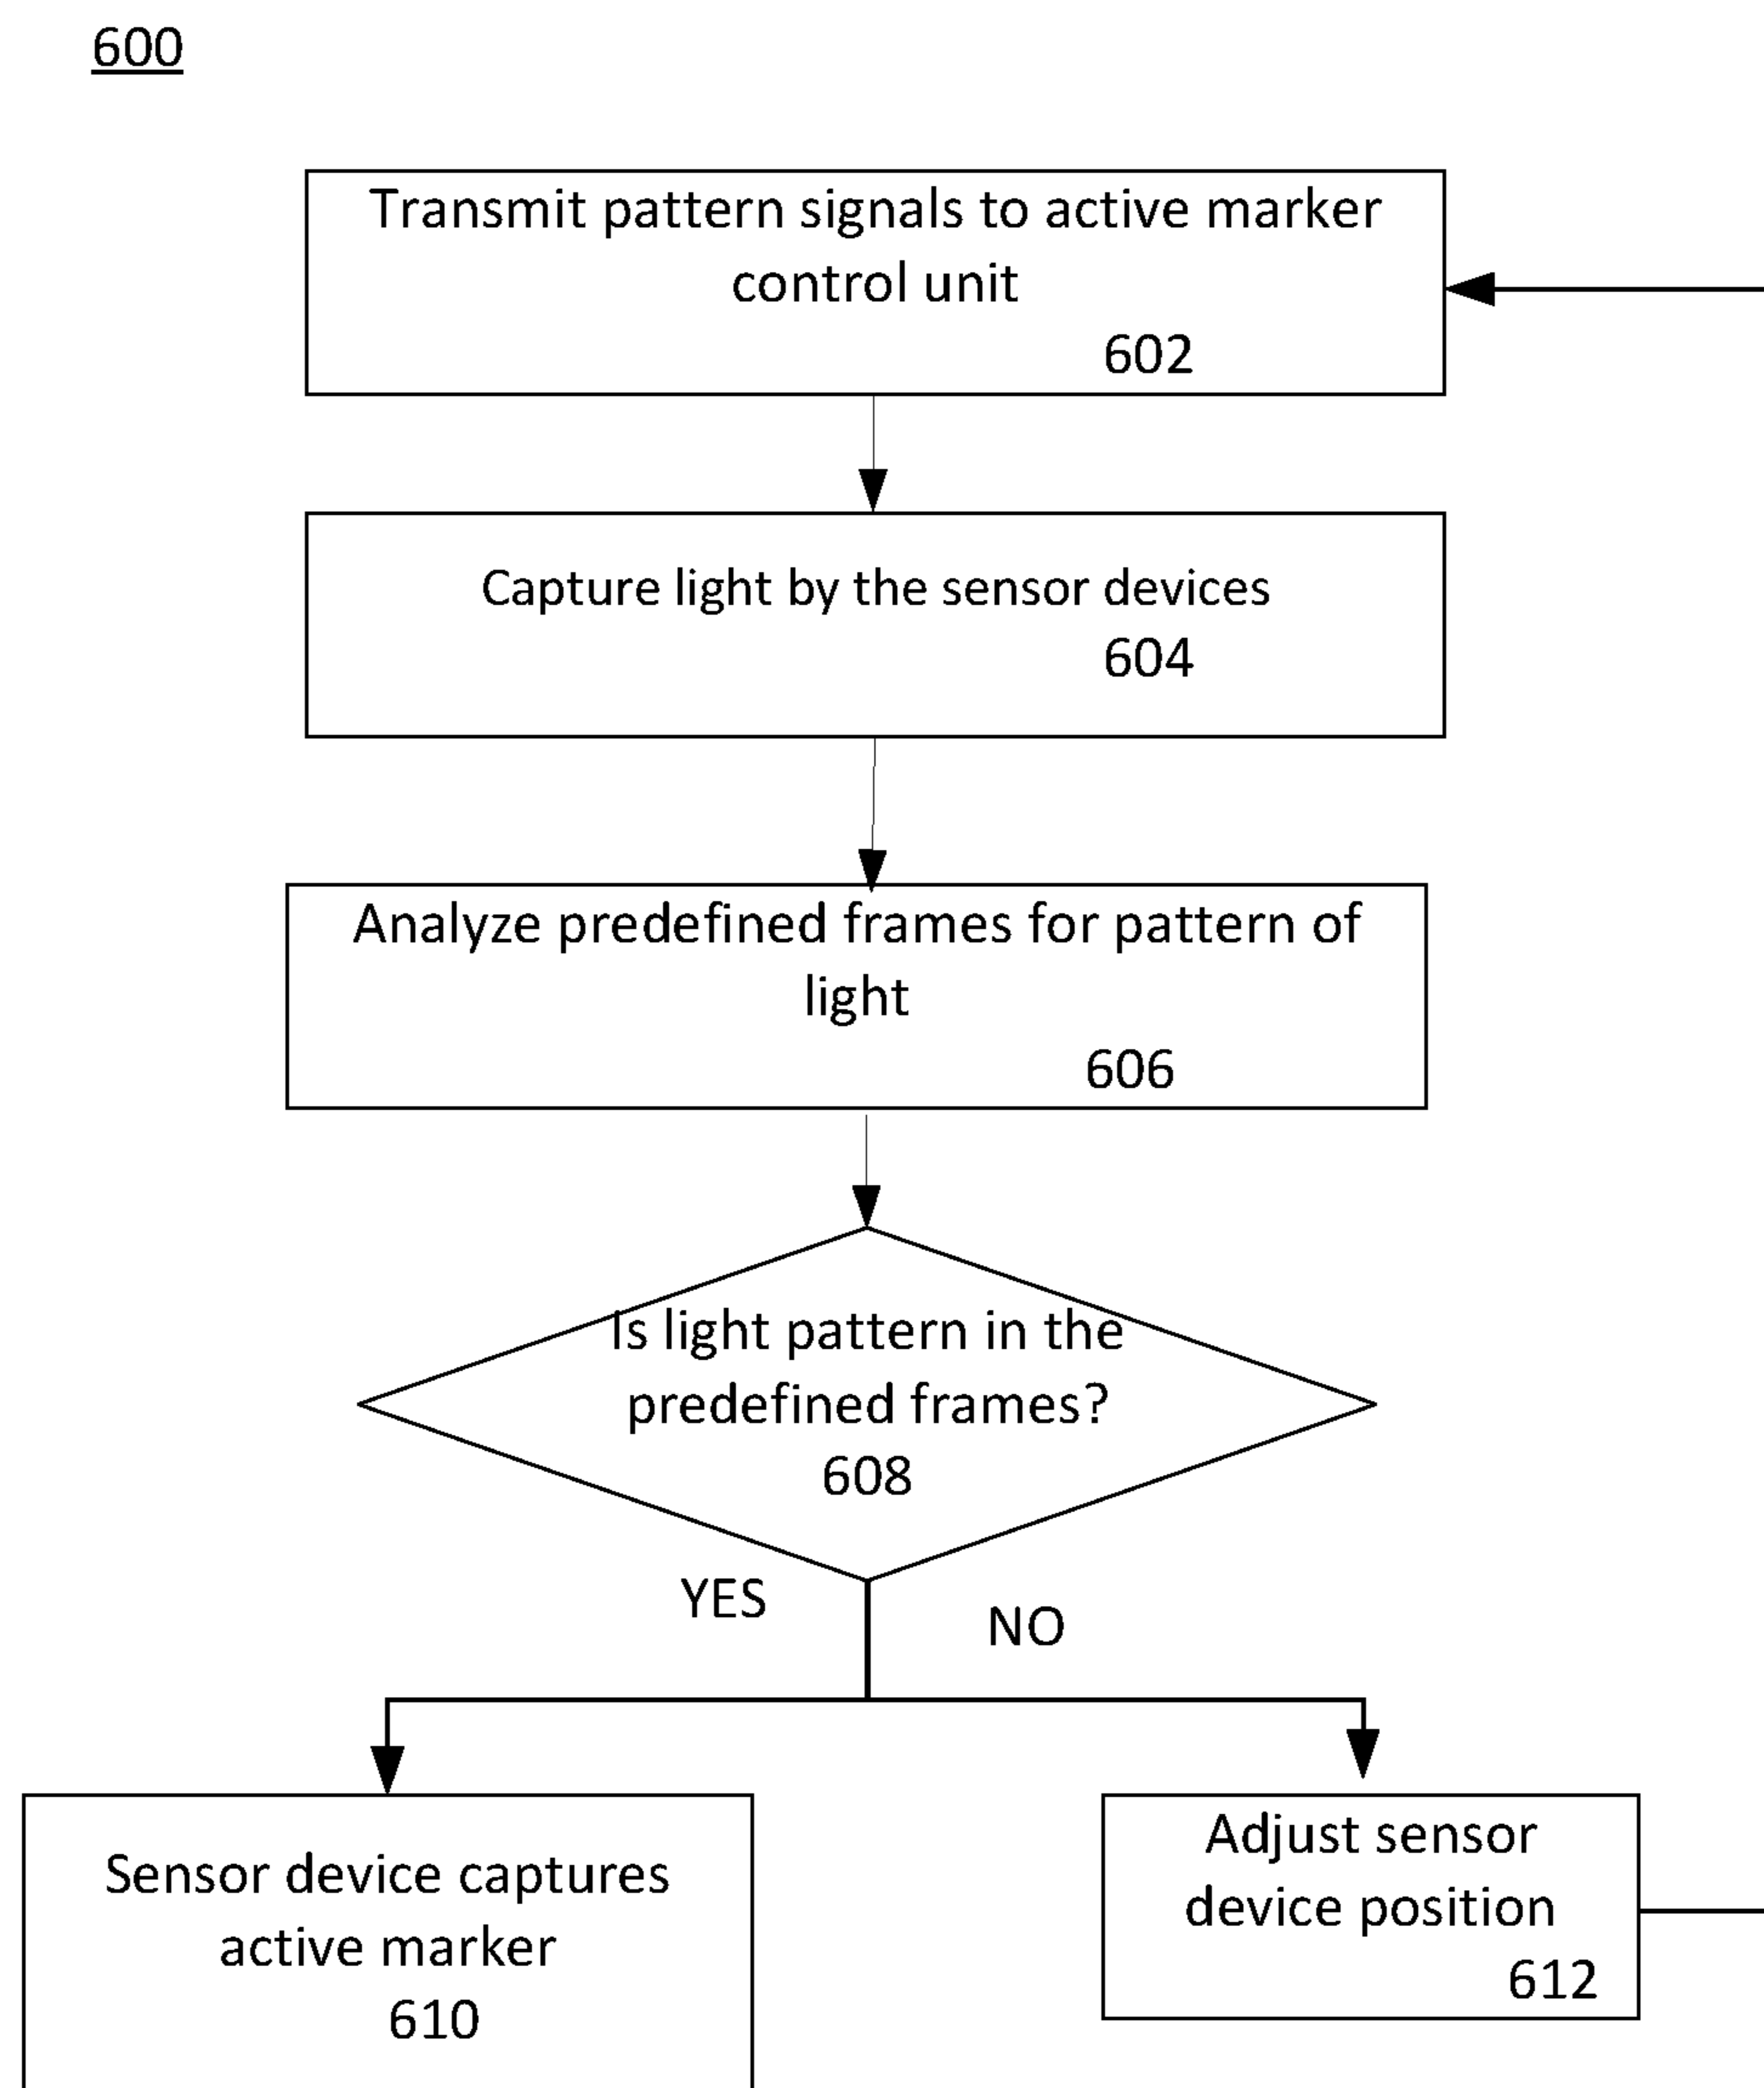 600
Transmit pattern signals to active marker
control unit
602
Capture light by the sensor devices
604
Analyze predefined frames for pattern of
light
606
Is light pattern in the
predefined frames?
608
YES
NO
Sensor device captures
active marker
610
Adjust sensor
device position
612